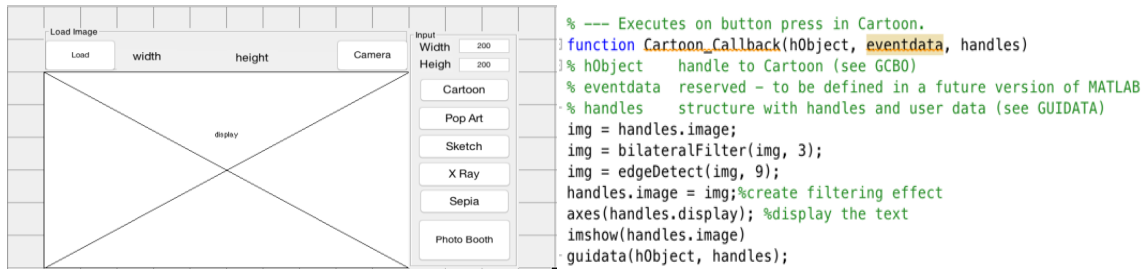 Load Image
Load
width
height
Camera
display
Input
Width 200
Heigh 200
Cartoon
Pop Art
Sketch
X Ray
Sepia
Photo Booth
% --- Executes on button press in Cartoon.
function Cartoon_Callback(hObject, eventdata, handles)
% hObject    handle to Cartoon (see GCBO)
% eventdata  reserved - to be defined in a future version of MATLAB
% handles    structure with handles and user data (see GUIDATA)
img = handles.image;
img = bilateralFilter(img, 3);
img = edgeDetect(img, 9);
handles.image = img;%create filtering effect
axes(handles.display); %display the text
imshow(handles.image)
guidata(hObject, handles);